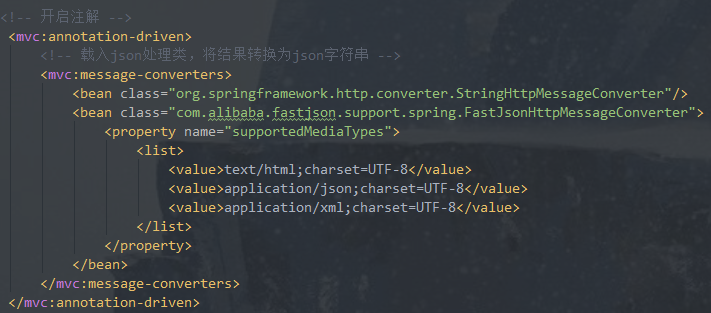 <!-- 开启注解 -->
<mvc:annotation-driven>
<!-- 载入json处理类，将结果转换为json字符串 -->
<mvc:message-converters>
<bean class="org.springframework.http.converter.StringHttpMessageConverter"/>
<bean class="com.alibaba.fastjson.support.spring.FastJsonHttpMessageConverter">
<property name="supportedMediaTypes">
<list>
<value>text/html;charset=UTF-8</value>
<value>application/json;charset=UTF-8</value>
<value>application/xml;charset=UTF-8</value>
</list>
</property>
</bean>
</mvc:message-converters>
</mvc:annotation-driven>